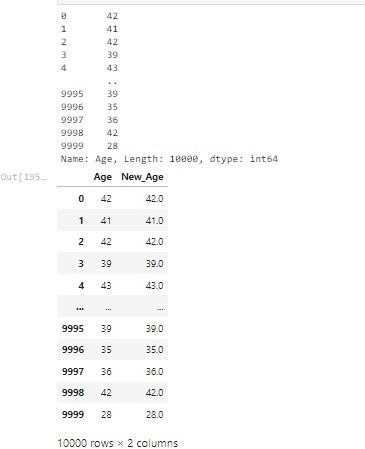 0 42
1 41
2 42
3 39
4 43
..
9995 39
9996 35
9997 36
9998 42
9999 28
Name: Age, Length: 10000, dtype: int64
Out[195…
Age New_Age
0 42 42.0
1 41 41.0
2 42 42.0
3 39 39.0
4 43 43.0
... ... ...
9995 39 39.0
9996 35 35.0
9997 36 36.0
9998 42 42.0
9999 28 28.0
10000 rows × 2 columns